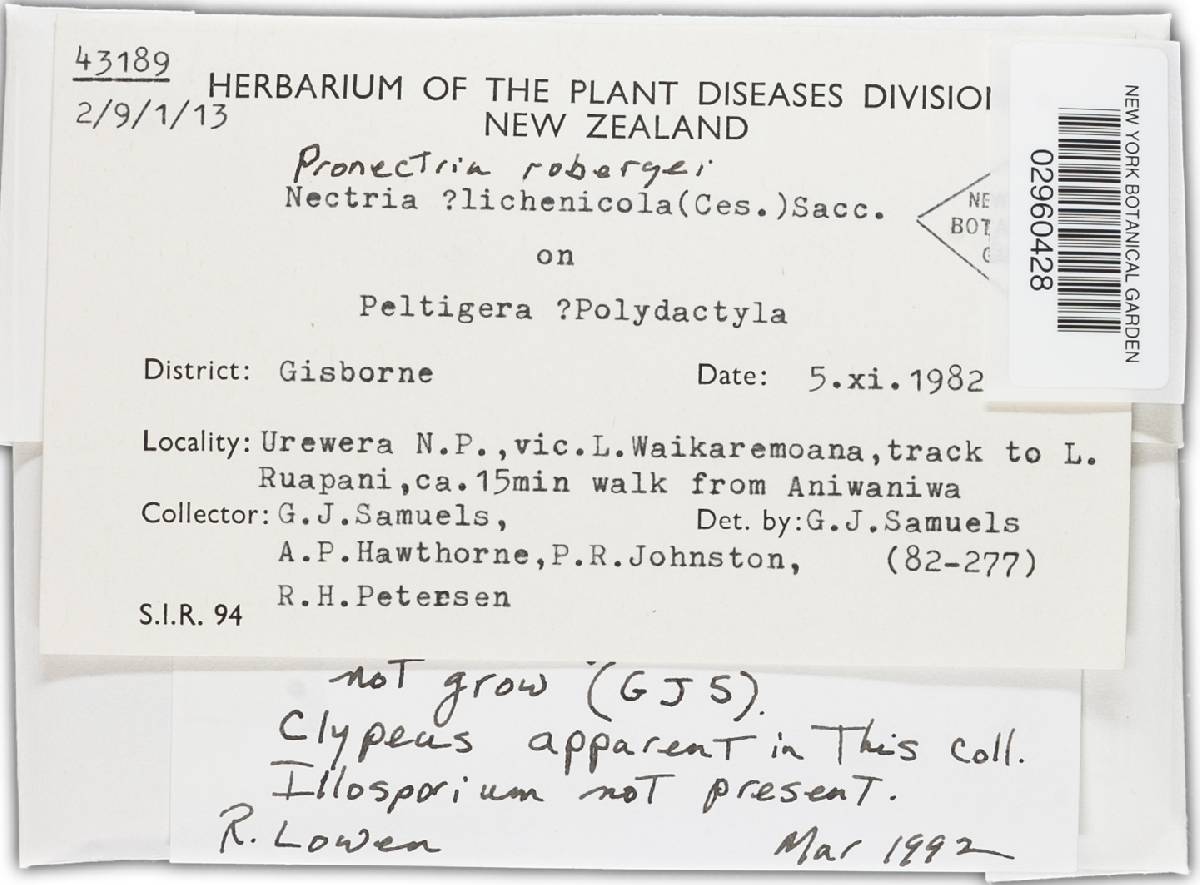 43189
2/9/1/13
HERBARIUM OF THE PLANT DISEASES DIVISION
NEW ZEALAND
Pronectria robergei
Nectria ?lichenicola(Ces.)Sacc.
on
Peltigera ?Polydactyla
District: Gisborne Date: 5.xi.1982
Locality: Urewera N.P.,vic.L.Waikaremoana,track to L.
Ruapani,ca.15min walk from Aniwaniwa
Collector: G.J.Samuels, Det. by:G.J.Samuels
A.P.Hawthorne,P.R.Johnston, (82-277)
R.H.Petersen
S.I.R. 94
NEW YORK BOTANICAL GARDEN
02960428
not grow (GJS).
Clypeus apparent in This coll.
Illosporium not present.
R. Lowen Mar 1992